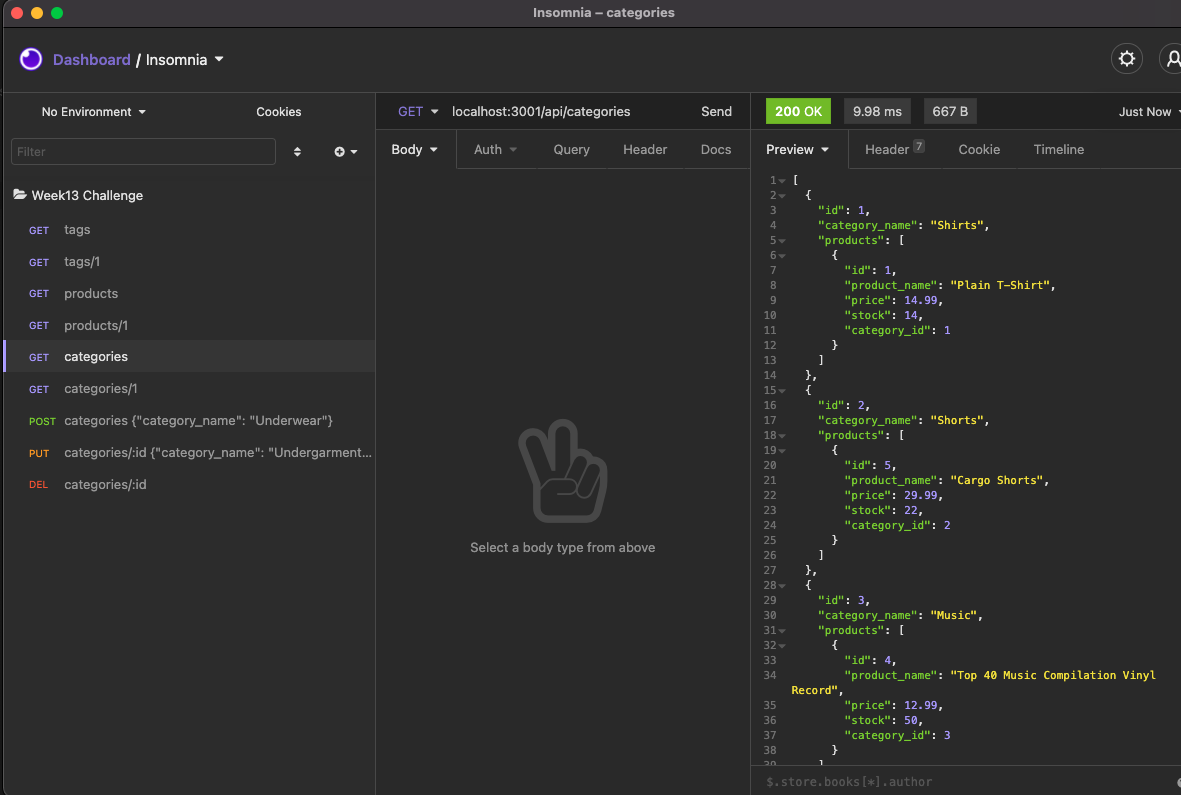 Insomnia – categories
Dashboard / Insomnia
No Environment
Cookies
Filter
Week13 Challenge
GET tags
GET tags/1
GET products
GET products/1
GET categories
GET categories/1
POST categories {"category_name": "Underwear"}
PUT categories/:id {"category_name": "Undergarment...
DEL categories/:id
GET localhost:3001/api/categories Send
Body Auth Query Header Docs
Select a body type from above
200 OK 9.98 ms 667 B Just Now
Preview Header 7 Cookie Timeline
1 [
2 {
3 "id": 1,
4 "category_name": "Shirts",
5 "products": [
6 {
7 "id": 1,
8 "product_name": "Plain T-Shirt",
9 "price": 14.99,
10 "stock": 14,
11 "category_id": 1
12 }
13 ]
14 },
15 {
16 "id": 2,
17 "category_name": "Shorts",
18 "products": [
19 {
20 "id": 5,
21 "product_name": "Cargo Shorts",
22 "price": 29.99,
23 "stock": 22,
24 "category_id": 2
25 }
26 ]
27 },
28 {
29 "id": 3,
30 "category_name": "Music",
31 "products": [
32 {
33 "id": 4,
34 "product_name": "Top 40 Music Compilation Vinyl
Record",
35 "price": 12.99,
36 "stock": 50,
37 "category_id": 3
38 }
39 ]
$.store.books[*].author